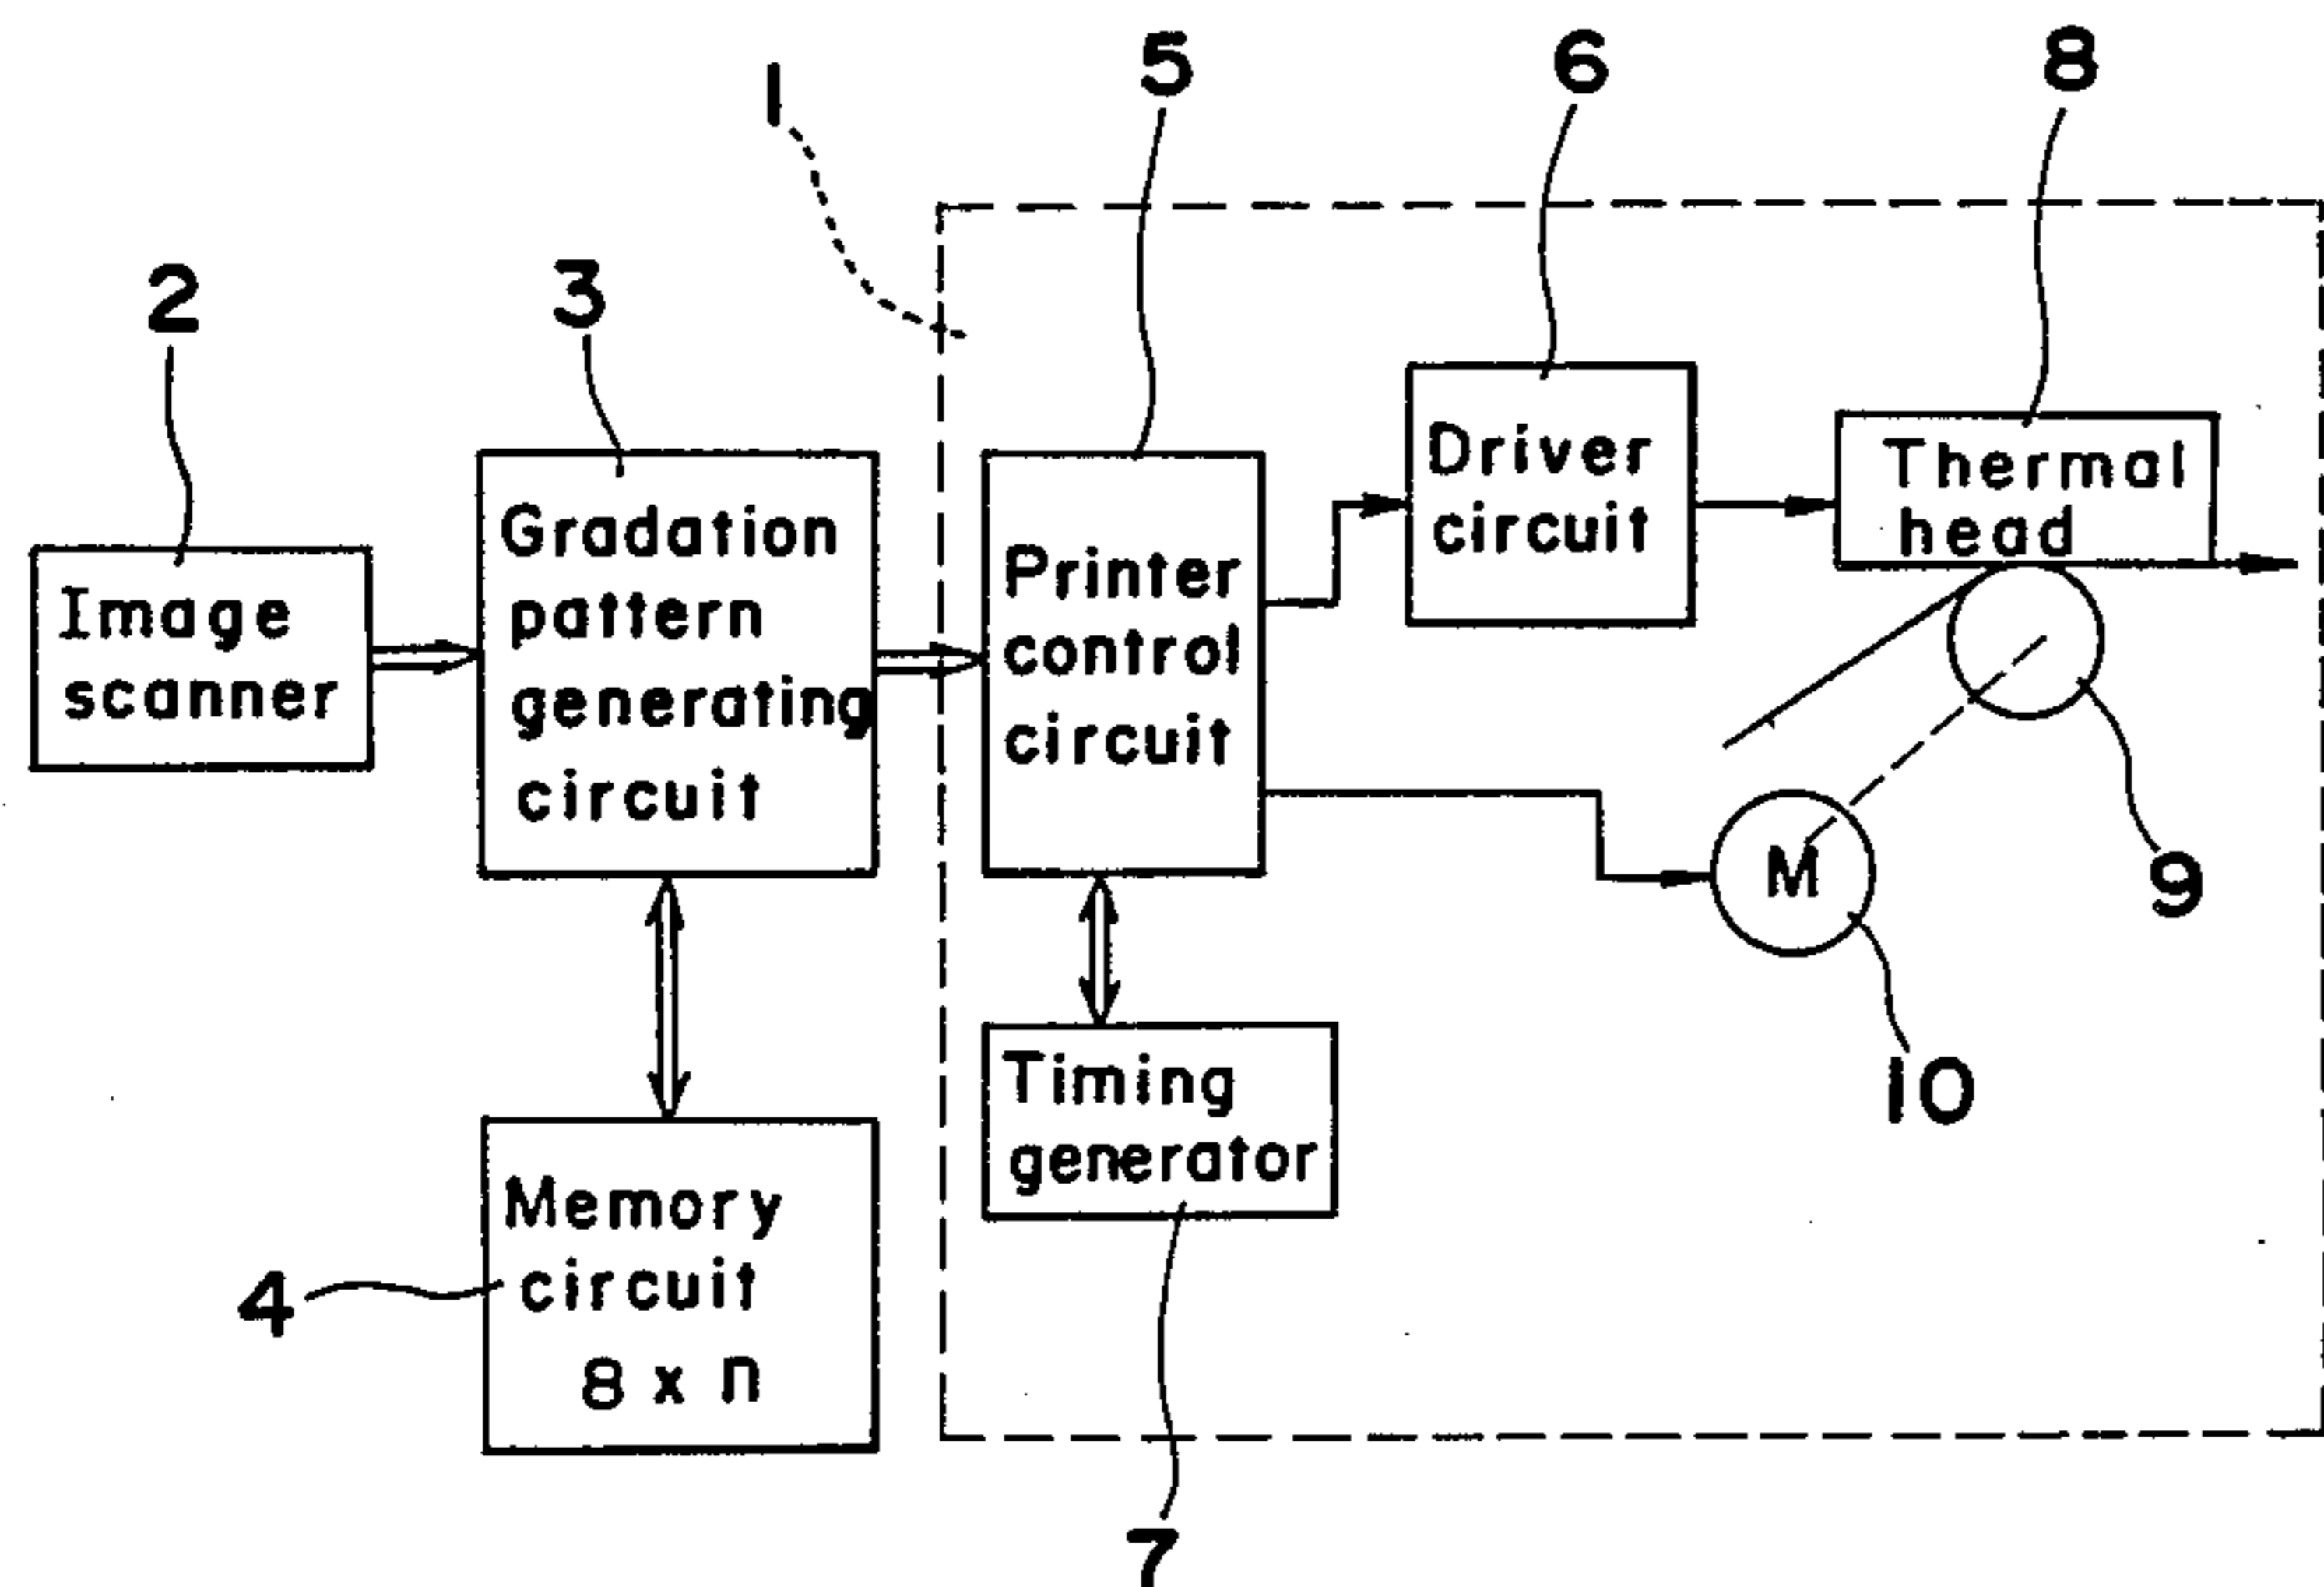 1
5
6
8
2
3
Image
scanner
Gradation
pattern
generating
circuit
Printer
control
circuit
Driver
circuit
Thermal
head
M
9
10
Timing
generator
Memory
circuit
8 x n
4
7